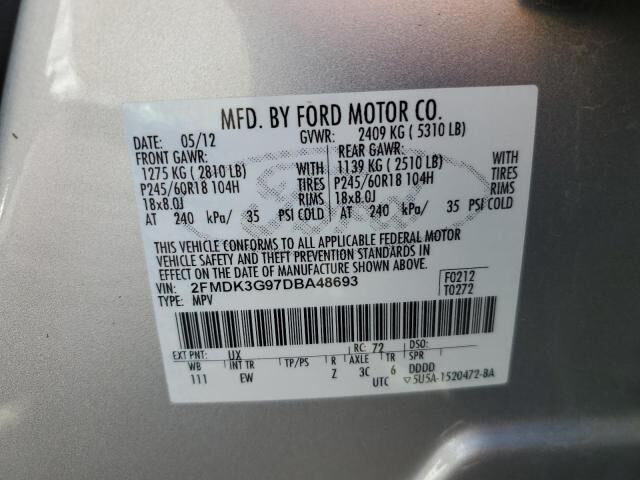 MFD. BY FORD MOTOR CO.
DATE: 05/12 GVWR: 2409 KG ( 5310 LB)
FRONT GAWR: REAR GAWR:
1275 KG ( 2810 LB) WITH 1139 KG ( 2510 LB) WITH
P245/60R18 104H TIRES P245/60R18 104H TIRES
18x8.0J RIMS 18x8.0J RIMS
AT 240 kPa/ 35 PSI COLD AT 240 kPa/ 35 PSI COLD
THIS VEHICLE CONFORMS TO ALL APPLICABLE FEDERAL MOTOR
VEHICLE SAFETY AND THEFT PREVENTION STANDARDS IN
EFFECT ON THE DATE OF MANUFACTURE SHOWN ABOVE.
VIN: 2FMDK3G97DBA48693 F0212
TYPE: MPV T0272
EXT PNT: UX RC: 72 DSO:
WB INT TR TP/PS R AXLE TR SPR
111 EW Z 3C 6 DDDD
UTC ▽5U5A-1520472-BA
Ford